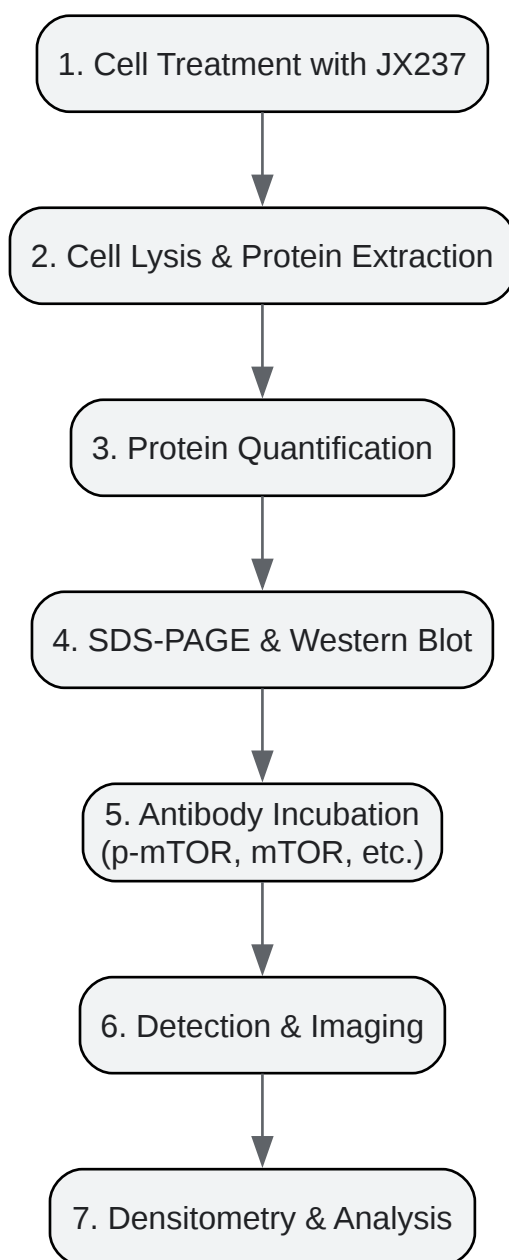 1. Cell Treatment with JX237
2. Cell Lysis & Protein Extraction
3. Protein Quantification
4. SDS-PAGE & Western Blot
5. Antibody Incubation
(p-mTOR, mTOR, etc.)
6. Detection & Imaging
7. Densitometry & Analysis